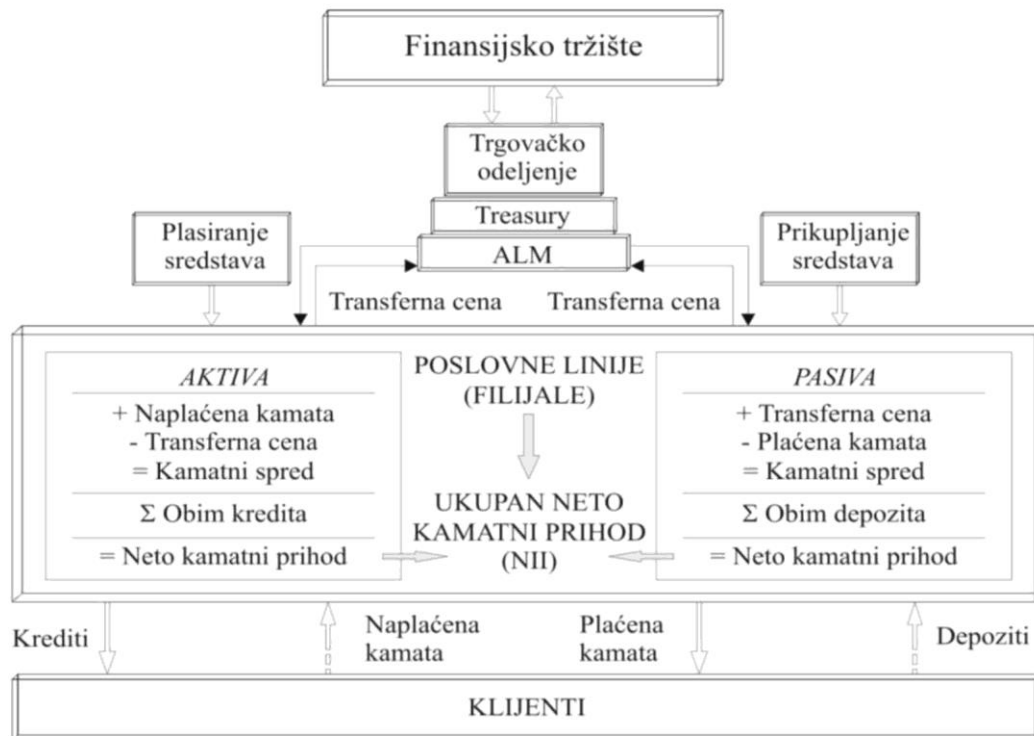 Finansijsko tržište
Trgovačko
odeljenje
Treasury
ALM
Plasiranje
sredstava
Prikupljanje
sredstava
Transferna cena
Transferna cena
AKTIVA
+ Naplaćena kamata
- Transferna cena
= Kamatni spred
Σ Obim kredita
= Neto kamatni prihod
POSLOVNE LINIJE
(FILIJALE)
UKUPAN NETO
KAMATNI PRIHOD
(NII)
PASIVA
+ Transferna cena
- Plaćena kamata
= Kamatni spred
Σ Obim depozita
= Neto kamatni prihod
Krediti
Naplaćena
kamata
Plaćena
kamata
Depoziti
KLIJENTI